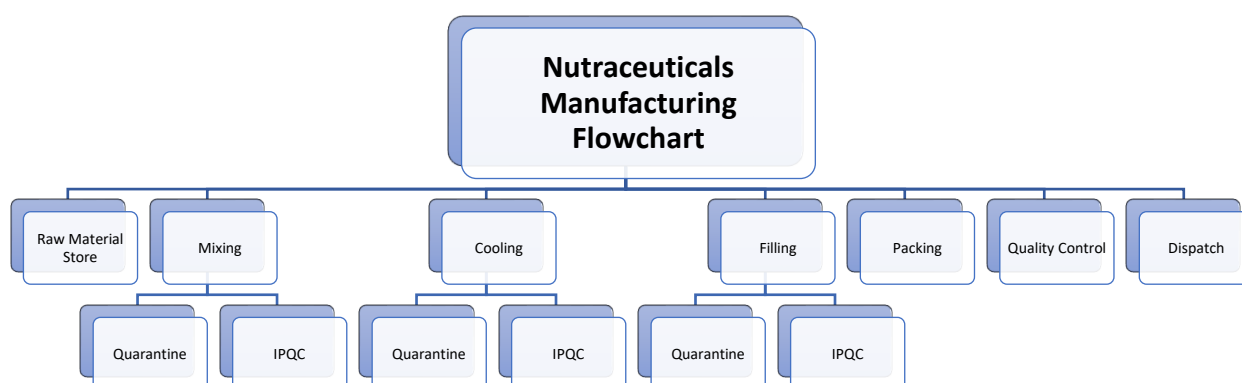 Nutraceuticals
Manufacturing
Flowchart
Raw Material
Store
Mixing
Cooling
Filling
Packing
Quality Control
Dispatch
Quarantine
IPQC
Quarantine
IPQC
Quarantine
IPQC